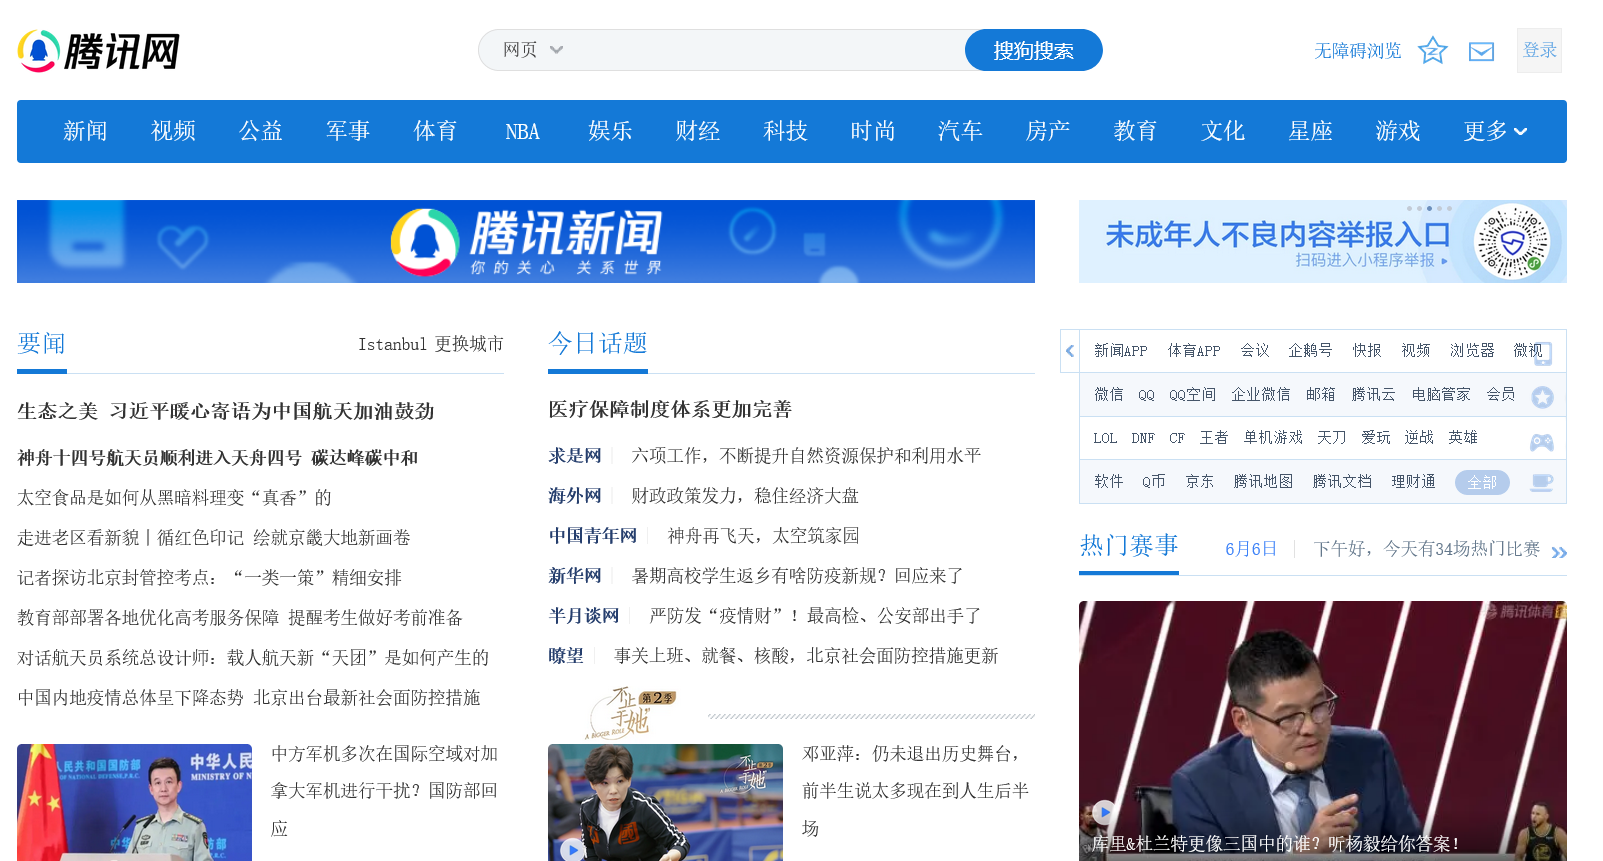 腾讯网
网页
搜狗搜索
无障碍浏览
登录
新闻 视频 公益 军事 体育 NBA 娱乐 财经 科技 时尚 汽车 房产 教育 文化 星座 游戏 更多
腾讯新闻
你的关心 关系世界
未成年人不良内容举报入口
扫码进入小程序举报
要闻
Istanbul 更换城市
生态之美 习近平暖心寄语为中国航天加油鼓劲
神舟十四号航天员顺利进入天舟四号 碳达峰碳中和
太空食品是如何从黑暗料理变“真香”的
走进老区看新貌丨循红色印记 绘就京畿大地新画卷
记者探访北京封管控考点：“一类一策”精细安排
教育部部署各地优化高考服务保障 提醒考生做好考前准备
对话航天员系统总设计师：载人航天新“天团”是如何产生的
中国内地疫情总体呈下降态势 北京出台最新社会面防控措施
人民共和国国防部
NATIONAL DEFENSE,P.R.C.
中华人民
MINISTRY OF N
中方军机多次在国际空域对加
拿大军机进行干扰？国防部回
应
今日话题
医疗保障制度体系更加完善
求是网 六项工作，不断提升自然资源保护和利用水平
海外网 财政政策发力，稳住经济大盘
中国青年网 神舟再飞天，太空筑家园
新华网 暑期高校学生返乡有啥防疫新规？回应来了
半月谈网 严防发“疫情财”！最高检、公安部出手了
瞭望 事关上班、就餐、核酸，北京社会面防控措施更新
不止于她
第2季
A BIGGER ROLE
不止于她
中國
邓亚萍：仍未退出历史舞台，
前半生说太多现在到人生后半
场
新闻APP 体育APP 会议 企鹅号 快报 视频 浏览器 微视
微信 QQ QQ空间 企业微信 邮箱 腾讯云 电脑管家 会员
LOL DNF CF 王者 单机游戏 天刀 爱玩 逆战 英雄
软件 Q币 京东 腾讯地图 腾讯文档 理财通 全部
热门赛事
6月6日
下午好，今天有34场热门比赛
腾讯体育
库里&杜兰特更像三国中的谁？听杨毅给你答案！